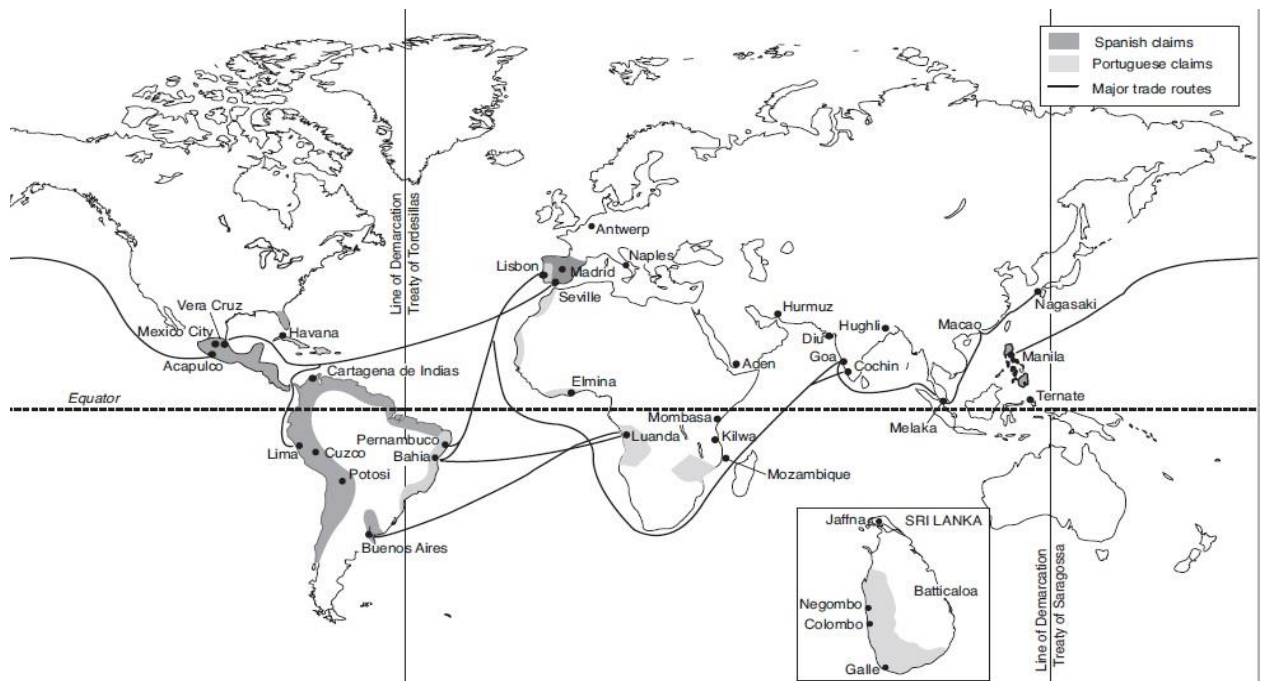 Spanish claims
Portuguese claims
Major trade routes
Line of Demarcation
Treaty of Tordesillas
Antwerp
Lisbon
Madrid
Naples
Seville
Vera Cruz
Mexico City
Havana
Acapulco
Cartagena de Indias
Hurmuz
Hughli
Diu
Goa
Cochin
Aden
Macao
Nagasaki
Manila
Elmina
Equator
Ternate
Melaka
Mombasa
Luanda
Kilwa
Mozambique
Pernambuco
Bahia
Lima
Cuzco
Potosi
Buenos Aires
Jaffna
SRI LANKA
Batticaloa
Negombo
Colombo
Galle
Line of Demarcation
Treaty of Saragossa